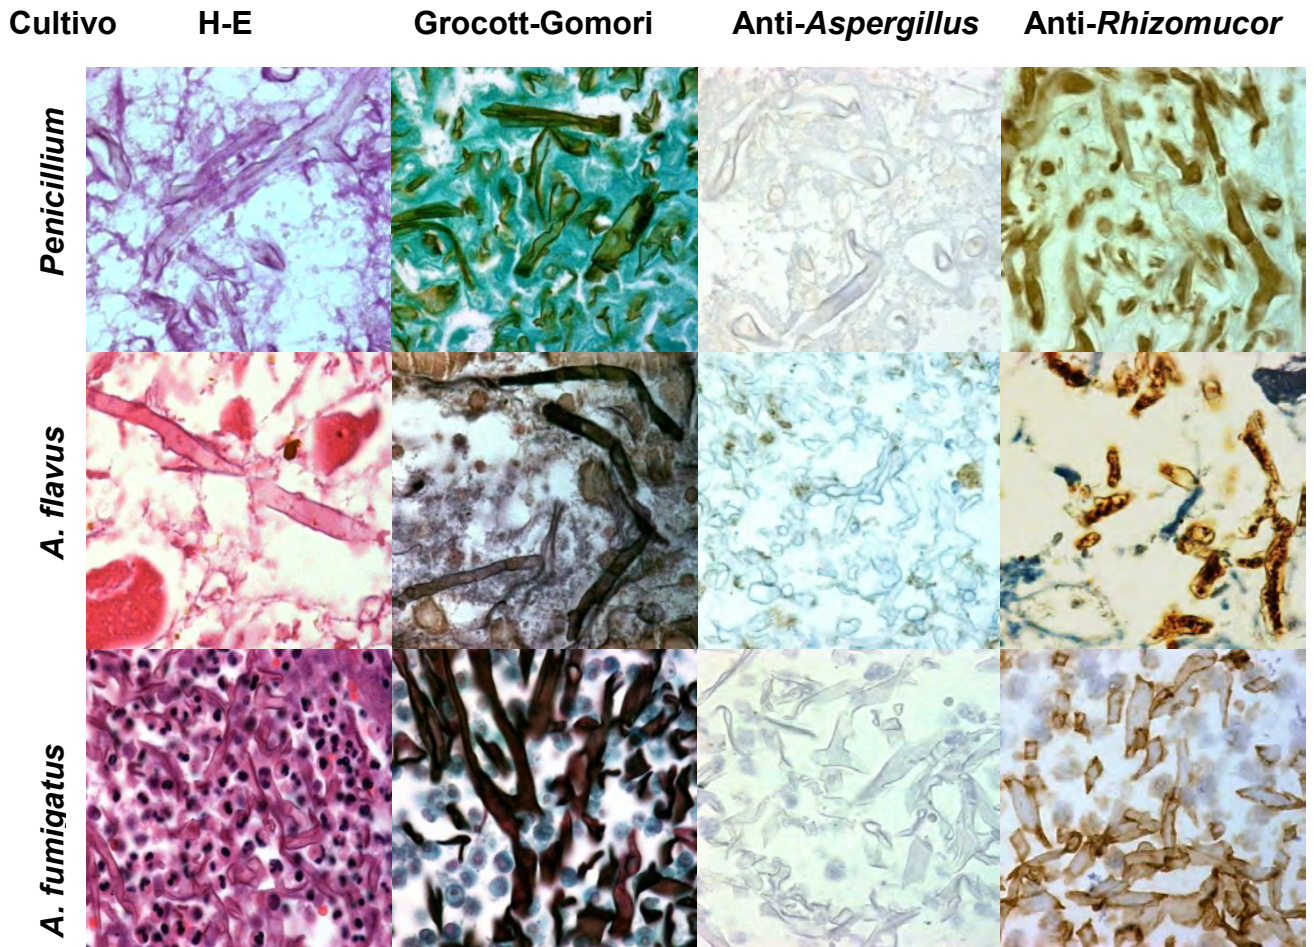 Cultivo H-E Grocott-Gomori Anti-Aspergillus Anti-Rhizomucor
Penicillium
A. flavus
A. fumigatus